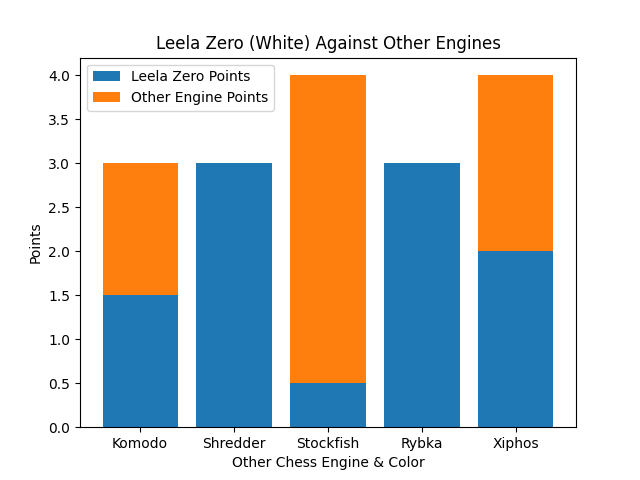 Leela Zero (White) Against Other Engines
Leela Zero Points
Other Engine Points
4.0
3.5
3.0
2.5
2.0
1.5
1.0
0.5
0.0
Points
Komodo Shredder Stockfish Rybka Xiphos
Other Chess Engine & Color